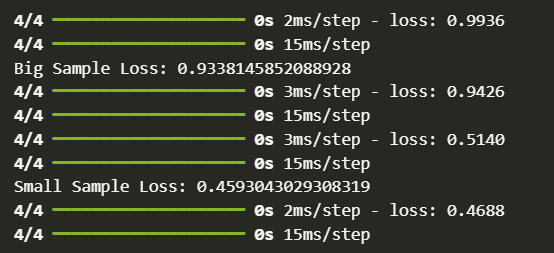 4/4 ━━━━━━━━━━━━━━━━━━━━ 0s 2ms/step - loss: 0.9936
4/4 ━━━━━━━━━━━━━━━━━━━━ 0s 15ms/step
Big Sample Loss: 0.9338145852088928
4/4 ━━━━━━━━━━━━━━━━━━━━ 0s 3ms/step - loss: 0.9426
4/4 ━━━━━━━━━━━━━━━━━━━━ 0s 15ms/step
4/4 ━━━━━━━━━━━━━━━━━━━━ 0s 3ms/step - loss: 0.5140
4/4 ━━━━━━━━━━━━━━━━━━━━ 0s 15ms/step
Small Sample Loss: 0.4593043029308319
4/4 ━━━━━━━━━━━━━━━━━━━━ 0s 2ms/step - loss: 0.4688
4/4 ━━━━━━━━━━━━━━━━━━━━ 0s 15ms/step